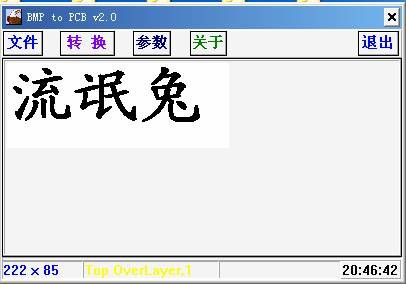 BMP to PCB v2.0
文件 转 换 参数 关于 退出
流氓兔
222 x 85 Top OverLayer,1 20:46:42